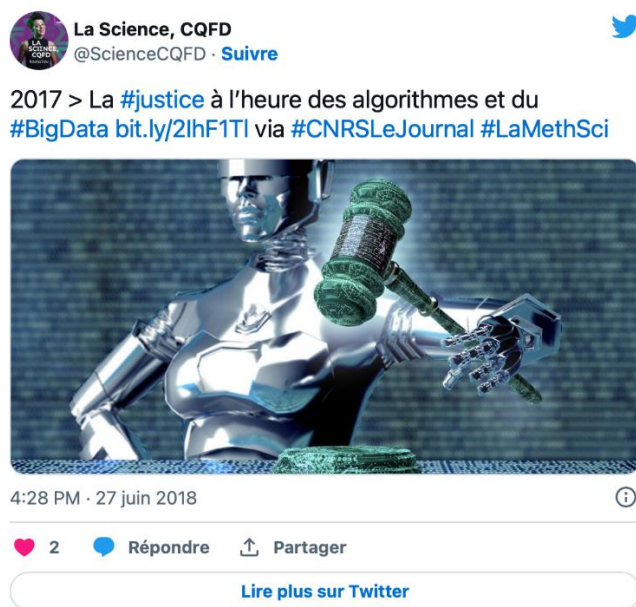 La Science, CQFD
@ScienceCQFD · Suivre
2017 > La #justice à l'heure des algorithmes et du
#BigData bit.ly/2IhF1Tl via #CNRSLeJournal #LaMethSci
4:28 PM · 27 juin 2018
2 Répondre Partager
Lire plus sur Twitter